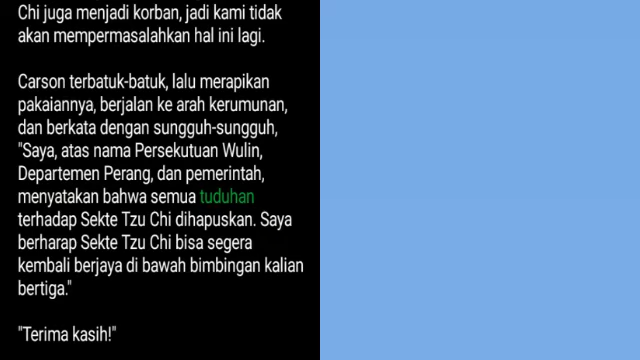 Chi juga menjadi korban, jadi kami tidak
akan mempermasalahkan hal ini lagi.
Carson terbatuk-batuk, lalu merapikan
pakaiannya, berjalan ke arah kerumunan,
dan berkata dengan sungguh-sungguh,
"Saya, atas nama Persekutuan Wulin,
Departemen Perang, dan pemerintah,
menyatakan bahwa semua tuduhan
terhadap Sekte Tzu Chi dihapuskan. Saya
berharap Sekte Tzu Chi bisa segera
kembali berjaya di bawah bimbingan kalian
bertiga."
"Terima kasih!"